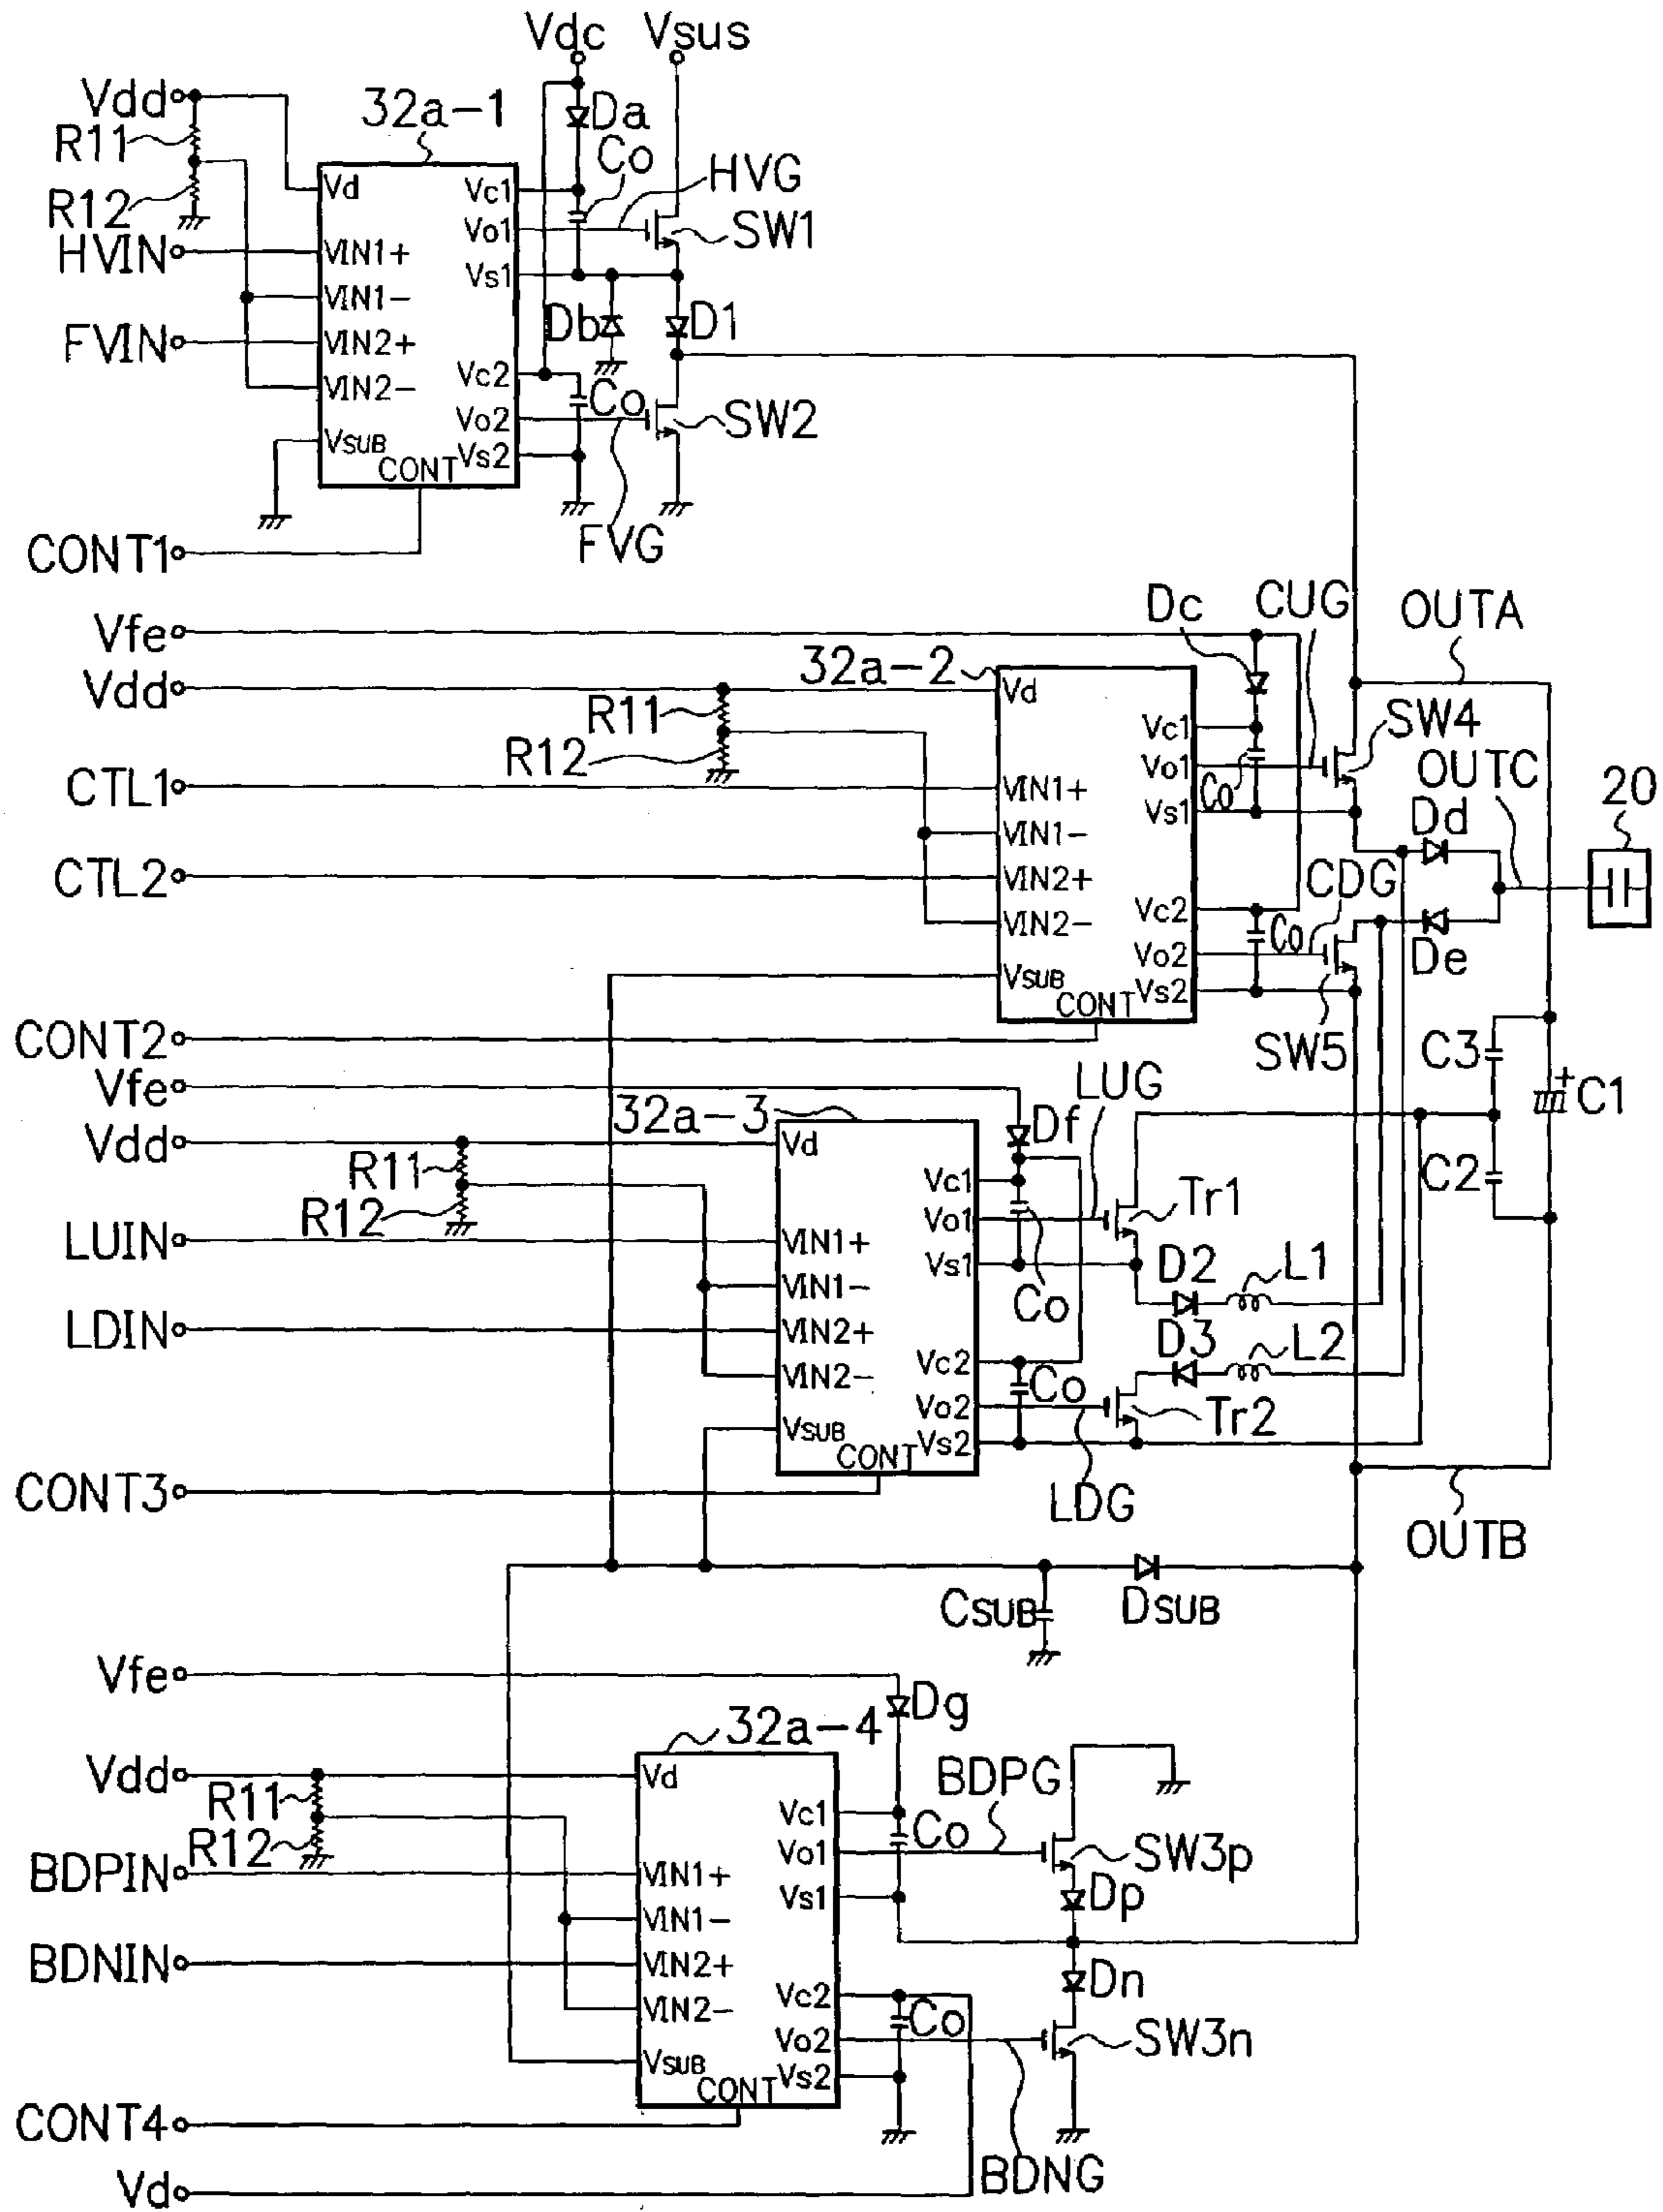 Vdc Vsus
Vdd
32a-1
Da
R11
Co
R12
HVG
Vd
Vc1
HVIN
VIN1+
Vo1
SW1
VIN1-
Vs1
FVIN
VIN2+
Db
D1
VIN2-
Vc2
Co
Vo2
SW2
VSUB
CONT
Vs2
CONT1
FVG
Vfe
Dc
CUG
OUTA
Vdd
32a-2
Vd
R11
Vc1
SW4
R12
Vo1
OUTC
CTL1
VIN1+
Co
20
VIN1-
Vs1
Dd
CTL2
VIN2+
CDG
VIN2-
Vc2
Co
Vo2
De
VSUB
CONT
Vs2
CONT2
SW5
C3
Vfe
LUG
C1
+
32a-3
Df
Vdd
Vd
R11
Vc1
C2
R12
Vo1
Tr1
LUIN
VIN1+
VIN1-
Vs1
D2
L1
Co
LDIN
VIN2+
D3
L2
VIN2-
Vc2
Co
Vo2
Tr2
VSUB
CONT
Vs2
CONT3
LDG
OUTB
CSUB
DSUB
Vfe
Dg
32a-4
Vdd
Vd
BDPG
R11
Vc1
Co
R12
Vo1
SW3p
BDPIN
VIN1+
Vs1
Dp
VIN1-
BDNIN
VIN2+
Dn
VIN2-
Vc2
Co
Vo2
SW3n
VSUB
CONT
Vs2
CONT4
BDNG
Vd